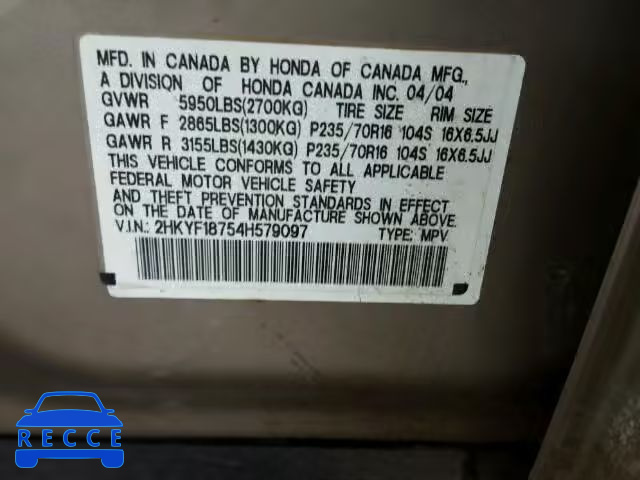 MFD. IN CANADA BY HONDA OF CANADA MFG.,
A DIVISION OF HONDA CANADA INC. 04/04
GVWR 5950LBS(2700KG) TIRE SIZE RIM SIZE
GAWR F 2865LBS(1300KG) P235/70R16 104S 16X6.5JJ
GAWR R 3155LBS(1430KG) P235/70R16 104S 16X6.5JJ
THIS VEHICLE CONFORMS TO ALL APPLICABLE
FEDERAL MOTOR VEHICLE SAFETY
AND THEFT PREVENTION STANDARDS IN EFFECT
ON THE DATE OF MANUFACTURE SHOWN ABOVE.
V.I.N.: 2HKYF18754H579097 TYPE: MPV
RECCE